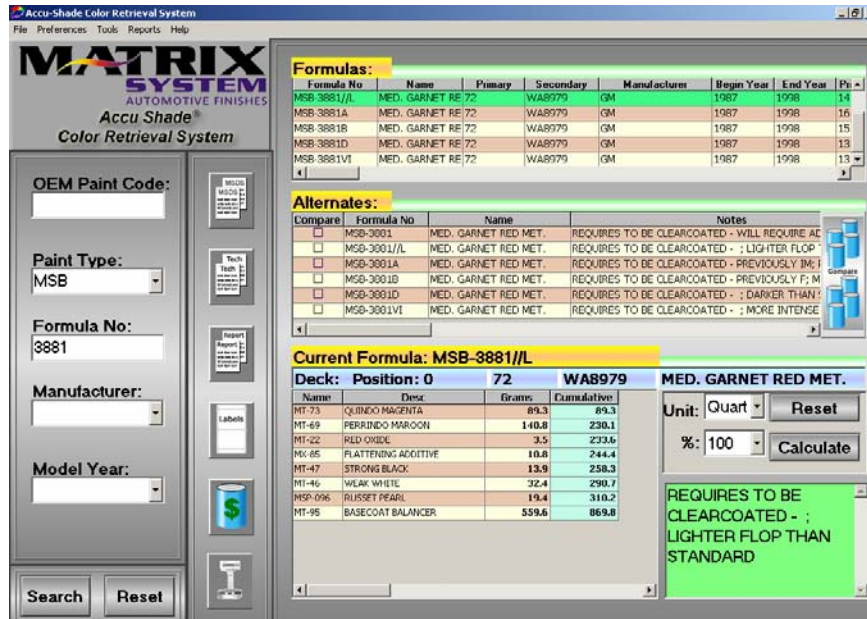 Accu-Shade Color Retrieval System
File Preferences Tools Reports Help
MATRIX
SYSTEM
AUTOMOTIVE FINISHES
Accu Shade®
Color Retrieval System
OEM Paint Code:
Paint Type:
MSB
Formula No:
3881
Manufacturer:
Model Year:
Search Reset
MSDS
MSDS
Tech
Tech
Report
Report
Labels
$
Formulas:
Formula No Name Primary Secondary Manufacturer Begin Year End Year
MSB-3881//L MED. GARNET RE 72 WA8979 GM 1987 1998 14
MSB-3881A MED. GARNET RE 72 WA8979 GM 1987 1998 16
MSB-3881B MED. GARNET RE 72 WA8979 GM 1987 1998 15
MSB-3881D MED. GARNET RE 72 WA8979 GM 1987 1998 13
MSB-3881VI MED. GARNET RE 72 WA8979 GM 1987 1998 13
Alternates:
Compare Formula No Name Notes
MSB-3881 MED. GARNET RED MET. REQUIRES TO BE CLEARCOATED - WILL REQUIRE AD
MSB-3881//L MED. GARNET RED MET. REQUIRES TO BE CLEARCOATED - ; LIGHTER FLOP
MSB-3881A MED. GARNET RED MET. REQUIRES TO BE CLEARCOATED - PREVIOUSLY IM;
MSB-3881B MED. GARNET RED MET. REQUIRES TO BE CLEARCOATED - PREVIOUSLY F; M
MSB-3881D MED. GARNET RED MET. REQUIRES TO BE CLEARCOATED - ; DARKER THAN
MSB-3881VI MED. GARNET RED MET. REQUIRES TO BE CLEARCOATED - ; MORE INTENSE
Compare
Current Formula: MSB-3881//L
Deck: Position: 0 72 WA8979 MED. GARNET RED MET.
Name Desc Grams Cumulative
MT-73 QUINDO MAGENTA 89.3 89.3
MT-69 PERRINDO MAROON 140.8 230.1
MT-22 RED OXIDE 3.5 233.6
MX-85 FLATTENING ADDITIVE 10.8 244.4
MT-47 STRONG BLACK 13.9 258.3
MT-46 WEAK WHITE 32.4 290.7
MSP-096 RUSSET PEARL 19.4 310.2
MT-95 BASECOAT BALANCER 559.6 869.8
Unit: Quart Reset
%: 100 Calculate
REQUIRES TO BE
CLEARCOATED - ;
LIGHTER FLOP THAN
STANDARD